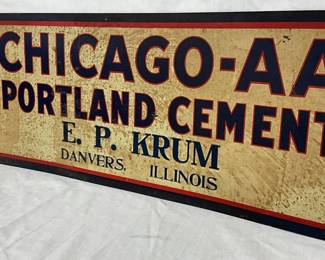 CHICAGO-AA
PORTLAND CEMENT
E. P. KRUM
DANVERS, ILLINOIS